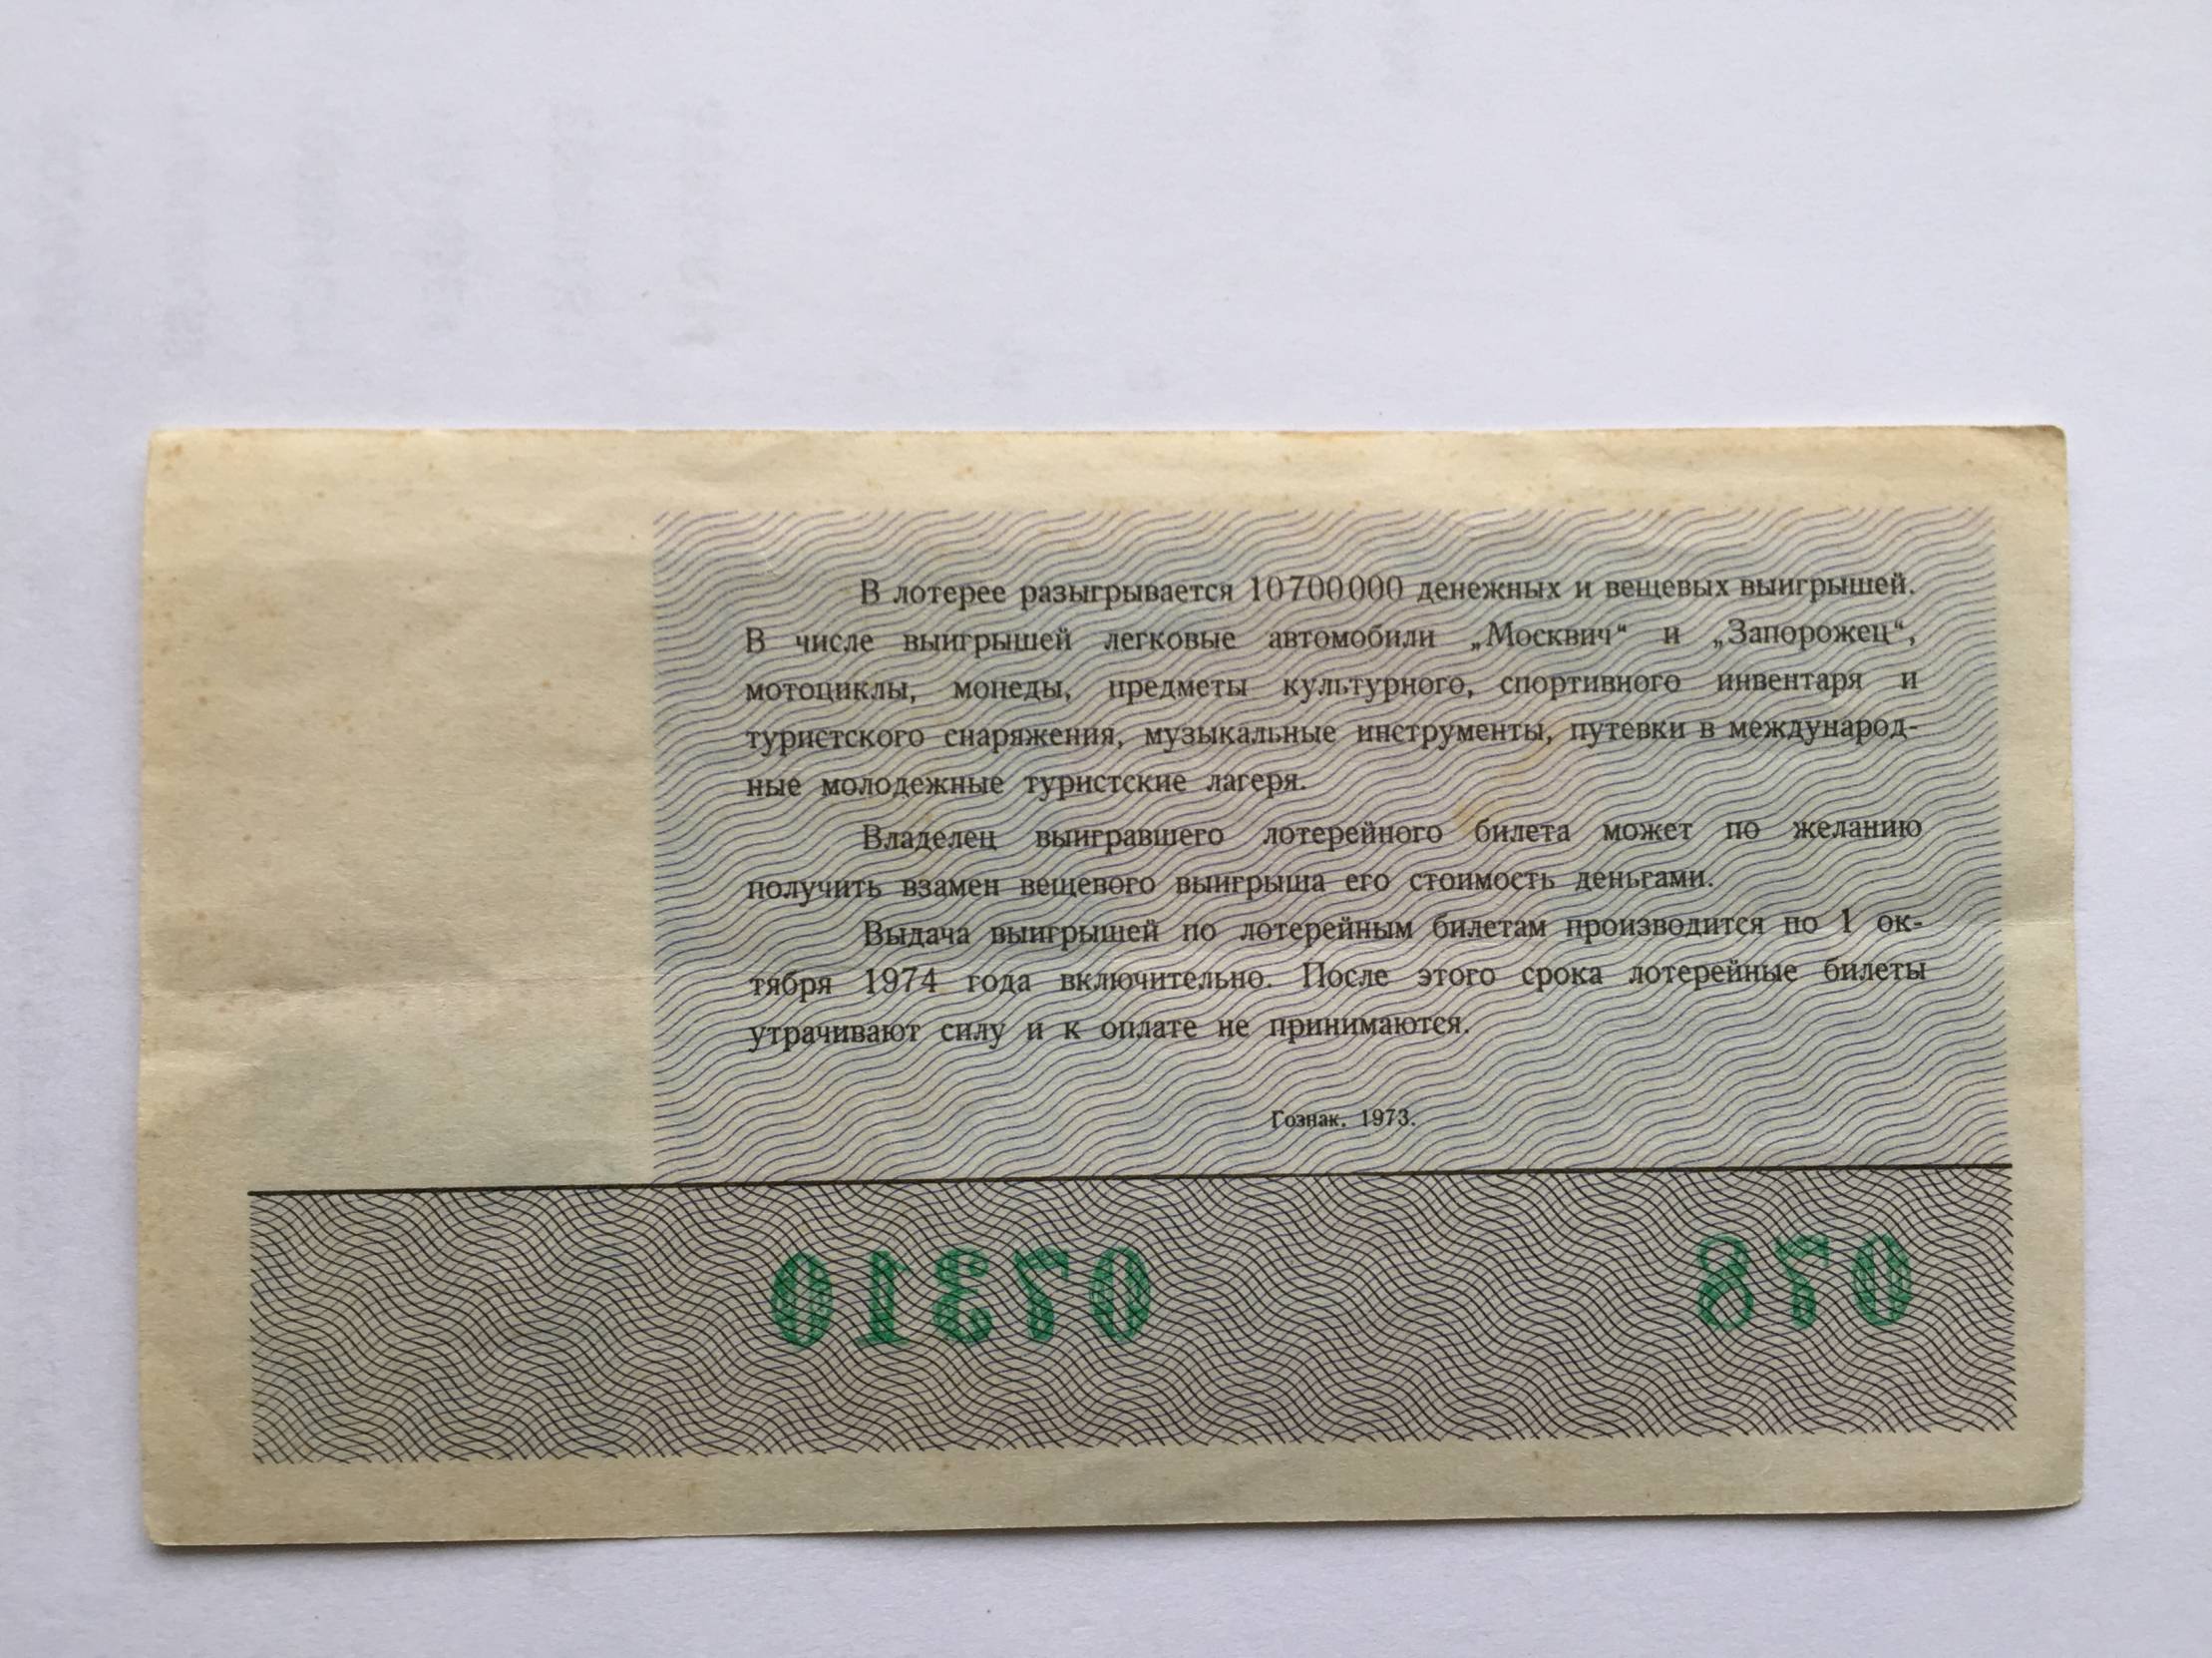 В лотерее разыгрывается 10700000 денежных и вещевых выигрышей.
В числе выигрышей легковые автомобили „Москвич“ и „Запорожец“,
мотоциклы, мопеды, предметы культурного, спортивного инвентаря и
туристского снаряжения, музыкальные инструменты, путевки в международ-
ные молодежные туристские лагеря.
Владелец выигравшего лотерейного билета может по желанию
получить взамен вещевого выигрыша его стоимость деньгами.
Выдача выигрышей по лотерейным билетам производится по 1 ок-
тября 1974 года включительно. После этого срока лотерейные билеты
утрачивают силу и к оплате не принимаются.
Гознак. 1973.
07310 078